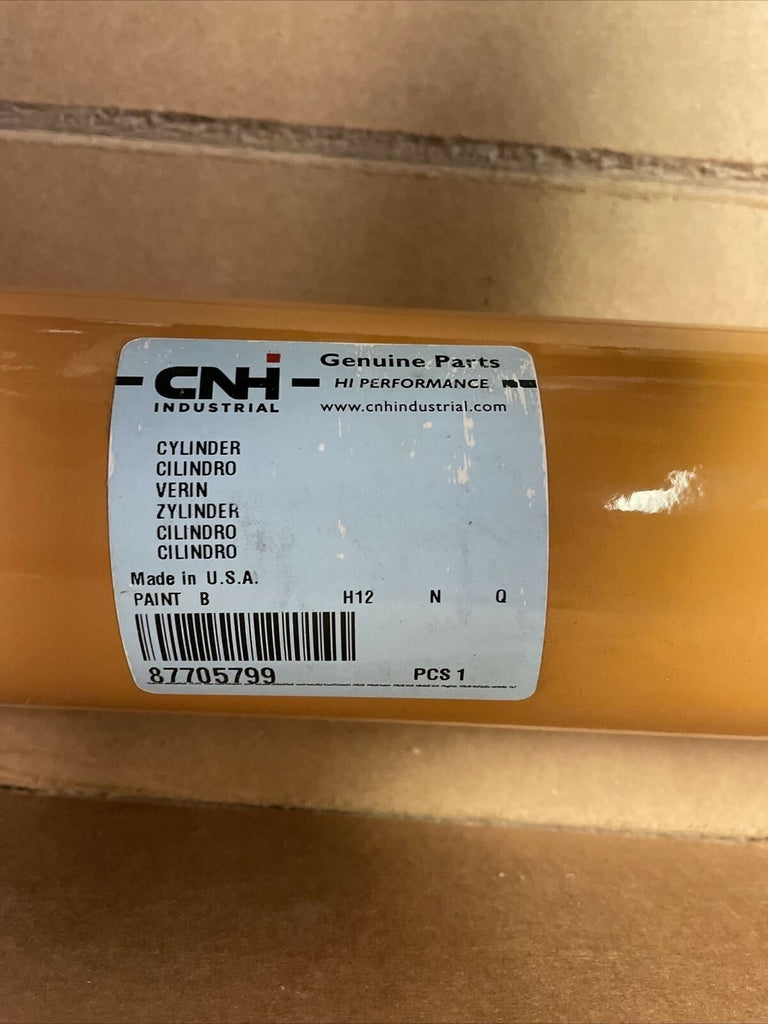 CNH
INDUSTRIAL
Genuine Parts
HI PERFORMANCE
www.cnhindustrial.com
CYLINDER
CILINDRO
VERIN
ZYLINDER
CILINDRO
CILINDRO
Made in U.S.A.
PAINT B H12 N Q
87705799 PCS 1